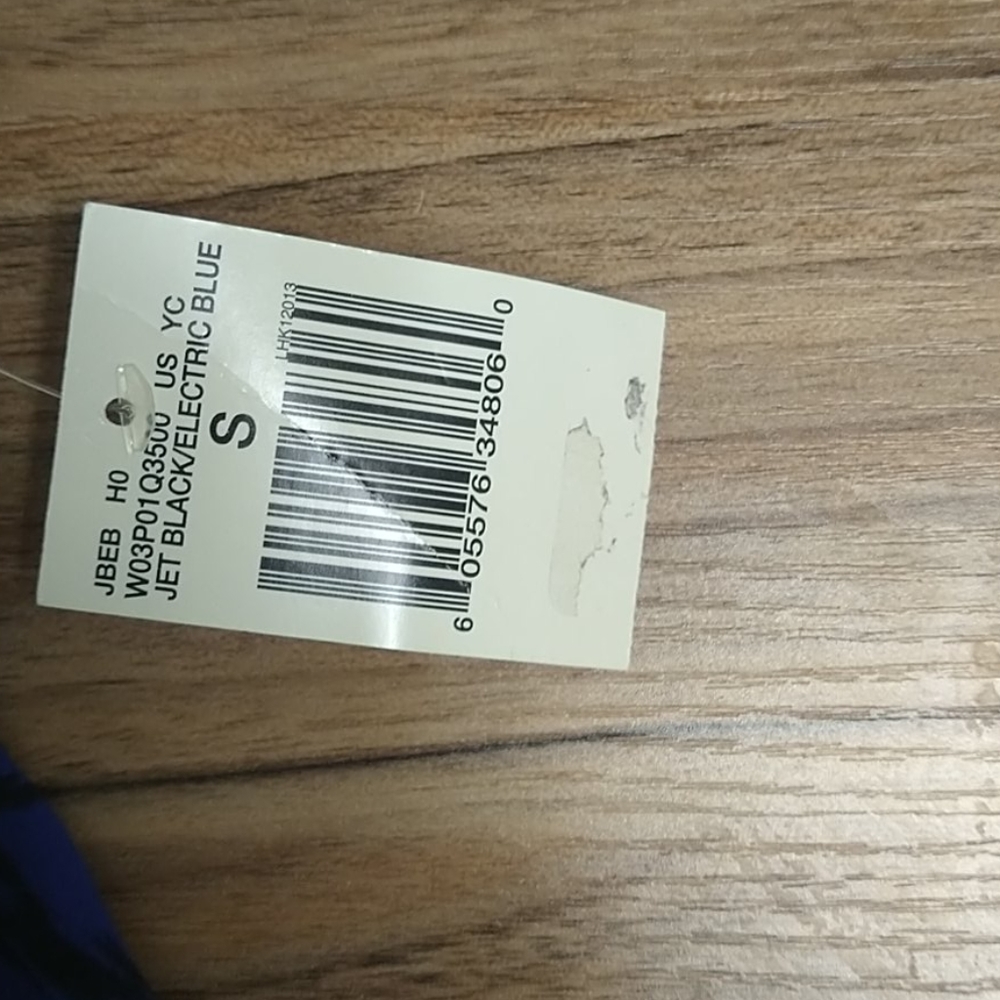 JBEB H0
W03P01Q3500 US YC
JET BLACK/ELECTRIC BLUE
S
LHK12013
6 05576 34806 0